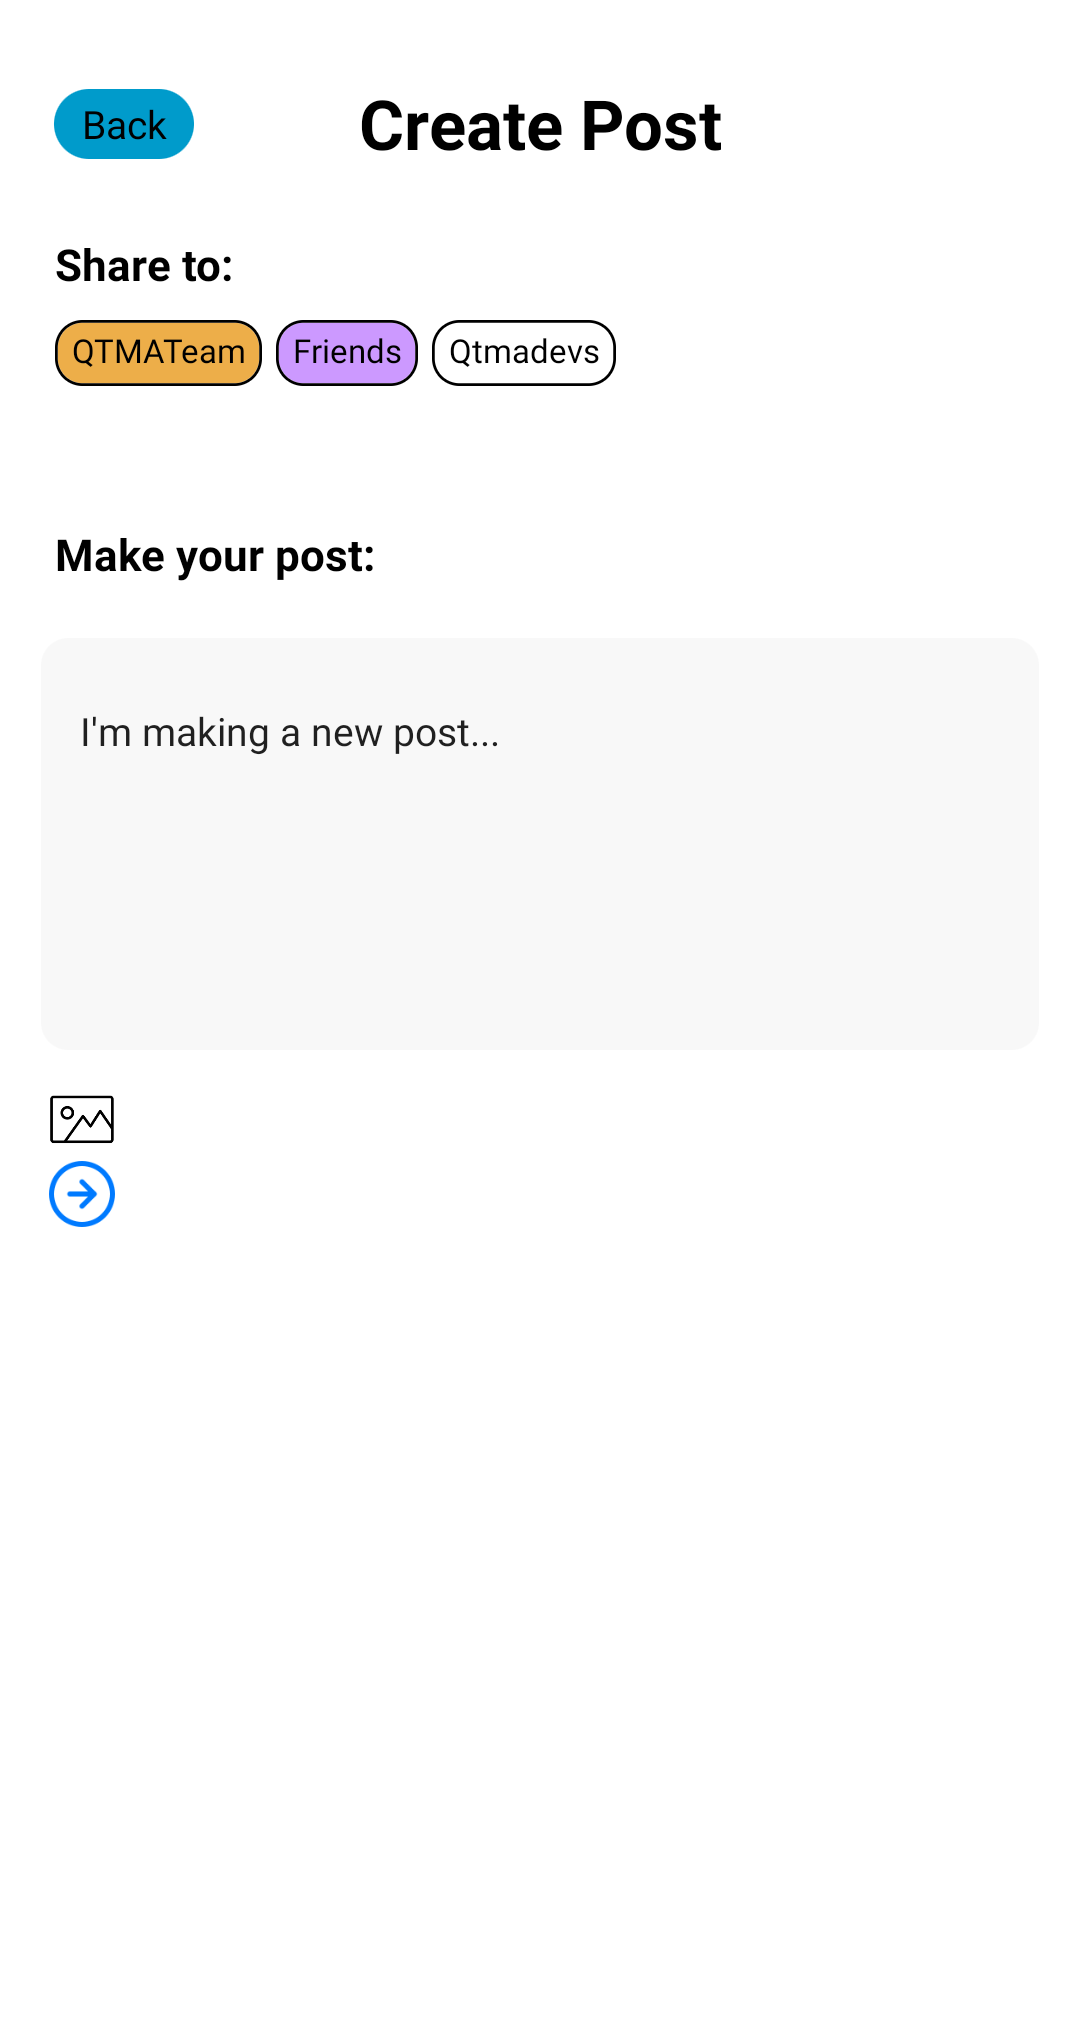 Back
Create Post
Share to:
QTMATeam Friends Qtmadevs
Make your post:
I'm making a new post...